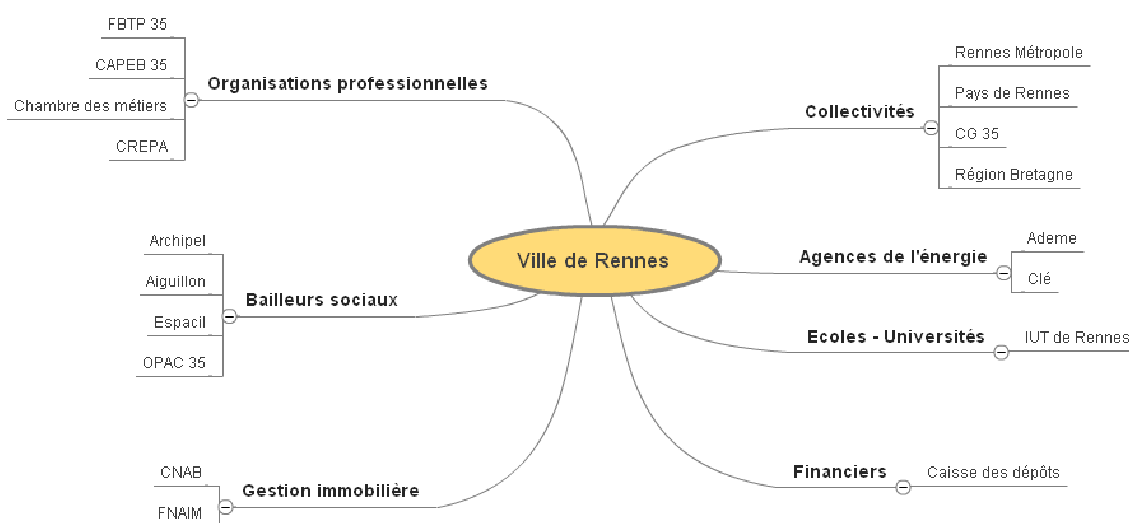 FBTP 35
CAPEB 35
Chambre des métiers
CREPA
Organisations professionnelles
Archipel
Aiguillon
Espacil
OPAC 35
Bailleurs sociaux
CNAB
FNAIM
Gestion immobilière
Ville de Rennes
Collectivités
Rennes Métropole
Pays de Rennes
CG 35
Région Bretagne
Agences de l'énergie
Ademe
Clé
Ecoles - Universités
IUT de Rennes
Financiers
Caisse des dépôts